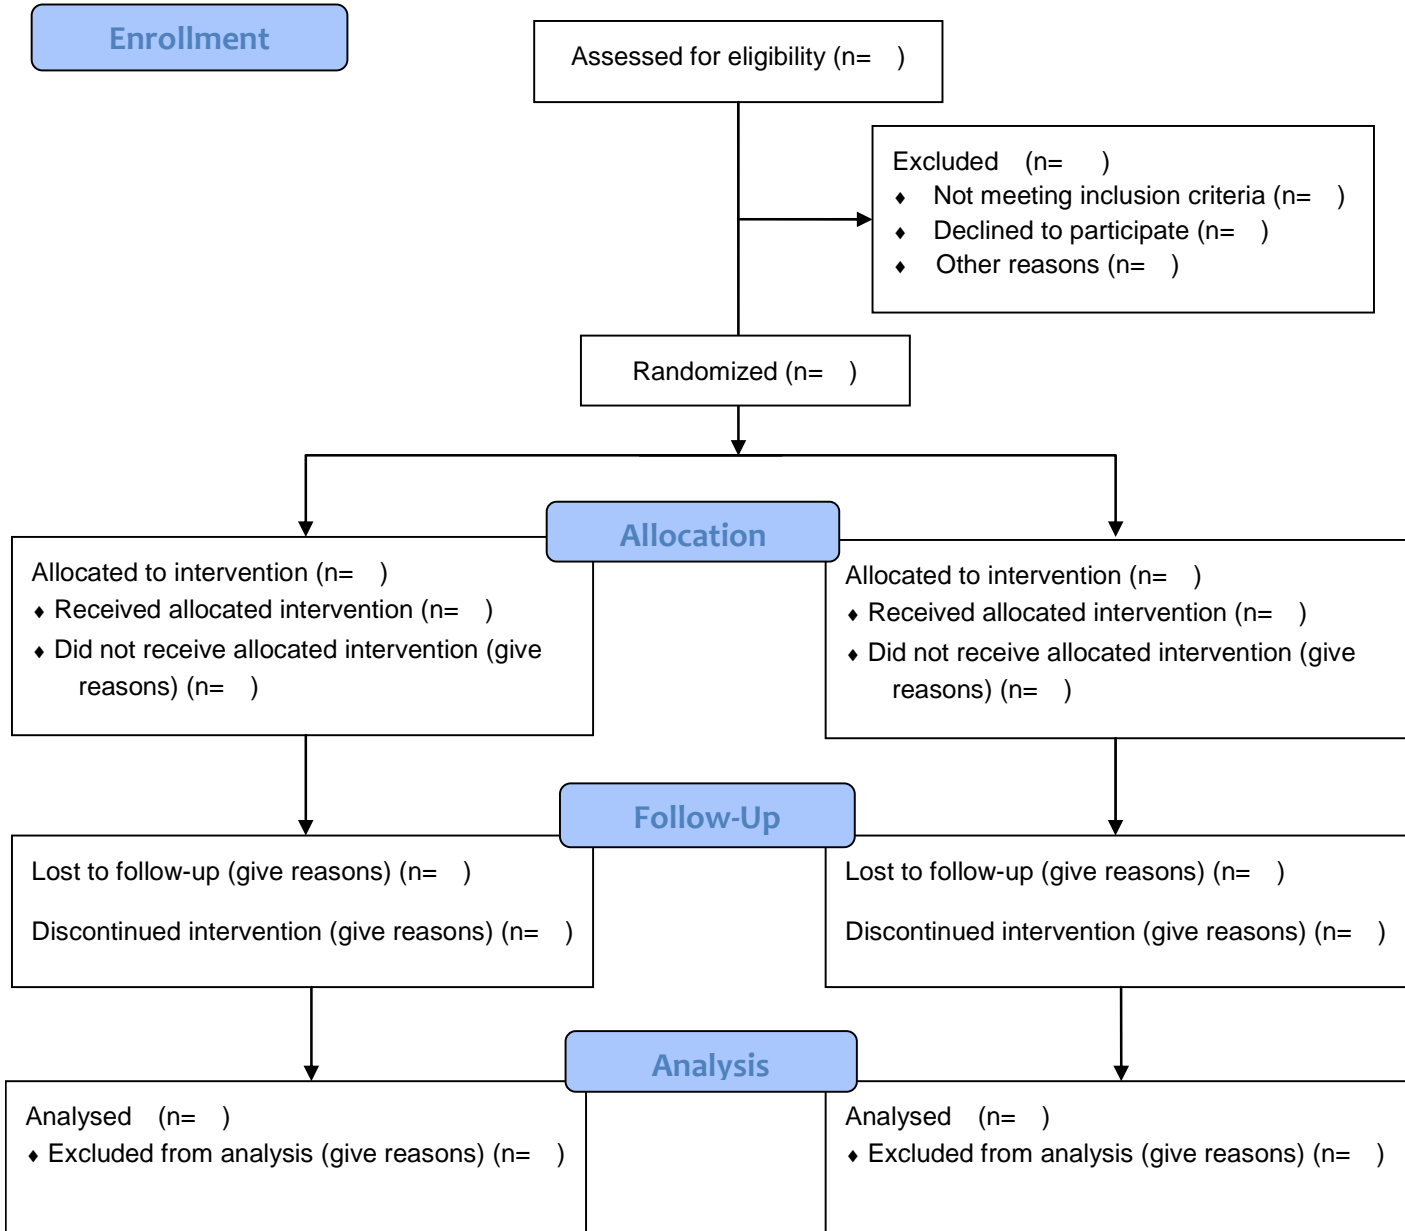 Enrollment
Assessed for eligibility (n=   )
Excluded   (n=    )
♦ Not meeting inclusion criteria (n=   )
♦ Declined to participate (n=   )
♦ Other reasons (n=   )
Randomized (n=   )
Allocation
Allocated to intervention (n=   )
♦ Received allocated intervention (n=   )
♦ Did not receive allocated intervention (give
reasons) (n=   )
Allocated to intervention (n=   )
♦ Received allocated intervention (n=   )
♦ Did not receive allocated intervention (give
reasons) (n=   )
Follow-Up
Lost to follow-up (give reasons) (n=   )
Discontinued intervention (give reasons) (n=   )
Lost to follow-up (give reasons) (n=   )
Discontinued intervention (give reasons) (n=   )
Analysis
Analysed   (n=   )
♦ Excluded from analysis (give reasons) (n=   )
Analysed   (n=   )
♦ Excluded from analysis (give reasons) (n=   )